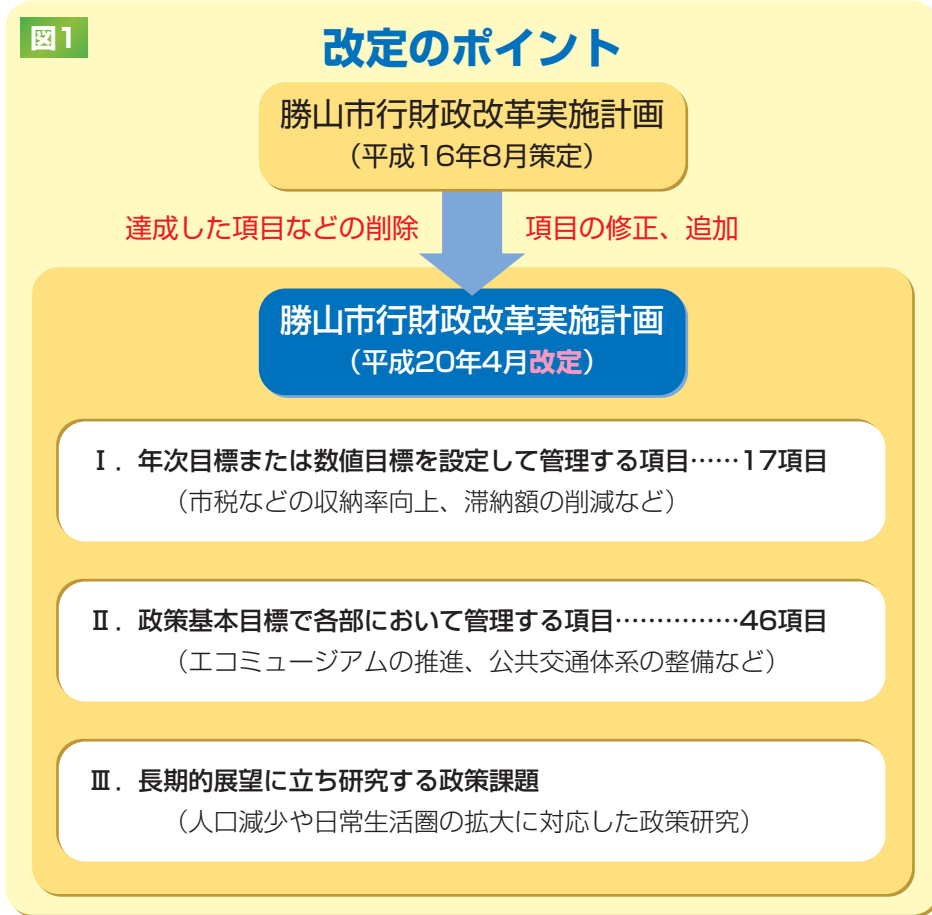 図1
改定のポイント
勝山市行財政改革実施計画
（平成16年8月策定）
達成した項目などの削除
項目の修正、追加
勝山市行財政改革実施計画
（平成20年4月改定）
Ⅰ．年次目標または数値目標を設定して管理する項目……17項目
（市税などの収納率向上、滞納額の削減など）
Ⅱ．政策基本目標で各部において管理する項目……………46項目
（エコミュージアムの推進、公共交通体系の整備など）
Ⅲ．長期的展望に立ち研究する政策課題
（人口減少や日常生活圏の拡大に対応した政策研究）